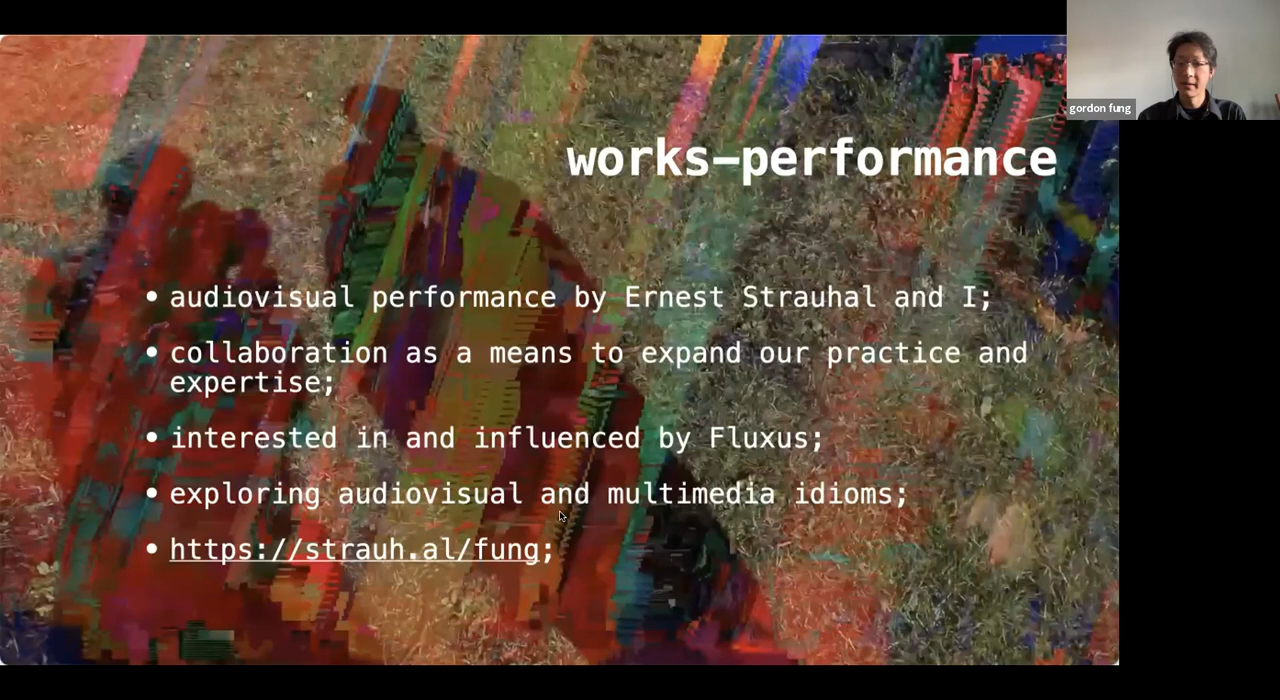 gordon fung
works–performance
• audiovisual performance by Ernest Strauhal and I;
• collaboration as a means to expand our practice and
expertise;
• interested in and influenced by Fluxus;
• exploring audiovisual and multimedia idioms;
• https://strauh.al/fung;